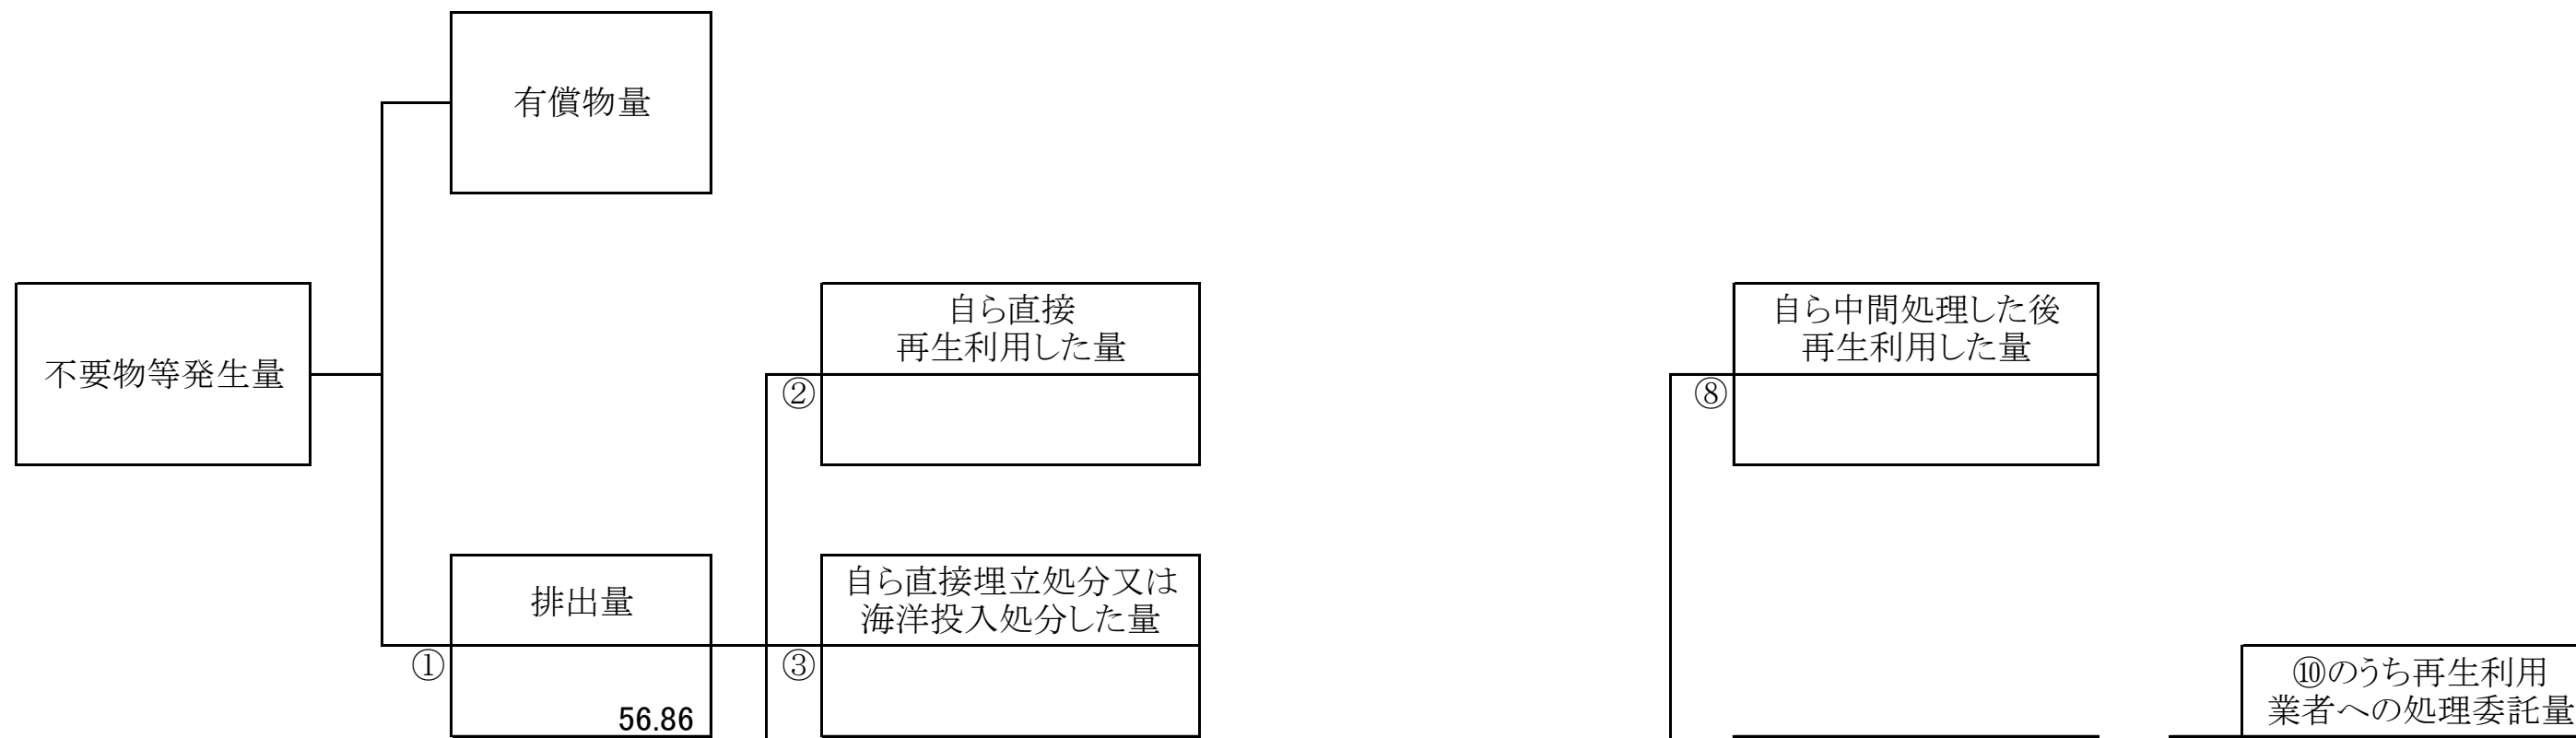 有償物量
不要物等発生量
自ら直接
再生利用した量
②
自ら中間処理した後
再生利用した量
⑧
排出量
①
56.86
自ら直接埋立処分又は
海洋投入処分した量
③
⑩のうち再生利用
業者への処理委託量